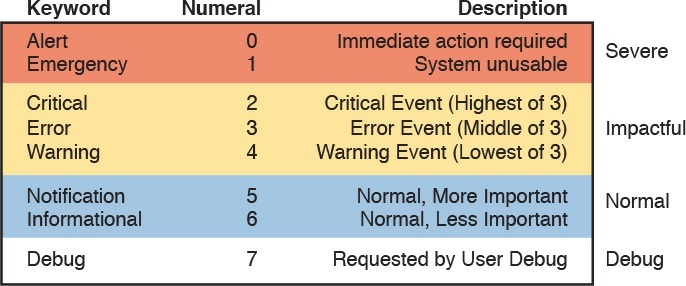 Keyword Numeral Description
Alert 0 Immediate action required
Emergency 1 System unusable
Severe
Critical 2 Critical Event (Highest of 3)
Error 3 Error Event (Middle of 3)
Impactful
Warning 4 Warning Event (Lowest of 3)
Notification 5 Normal, More Important
Informational 6 Normal, Less Important
Normal
Debug 7 Requested by User Debug
Debug